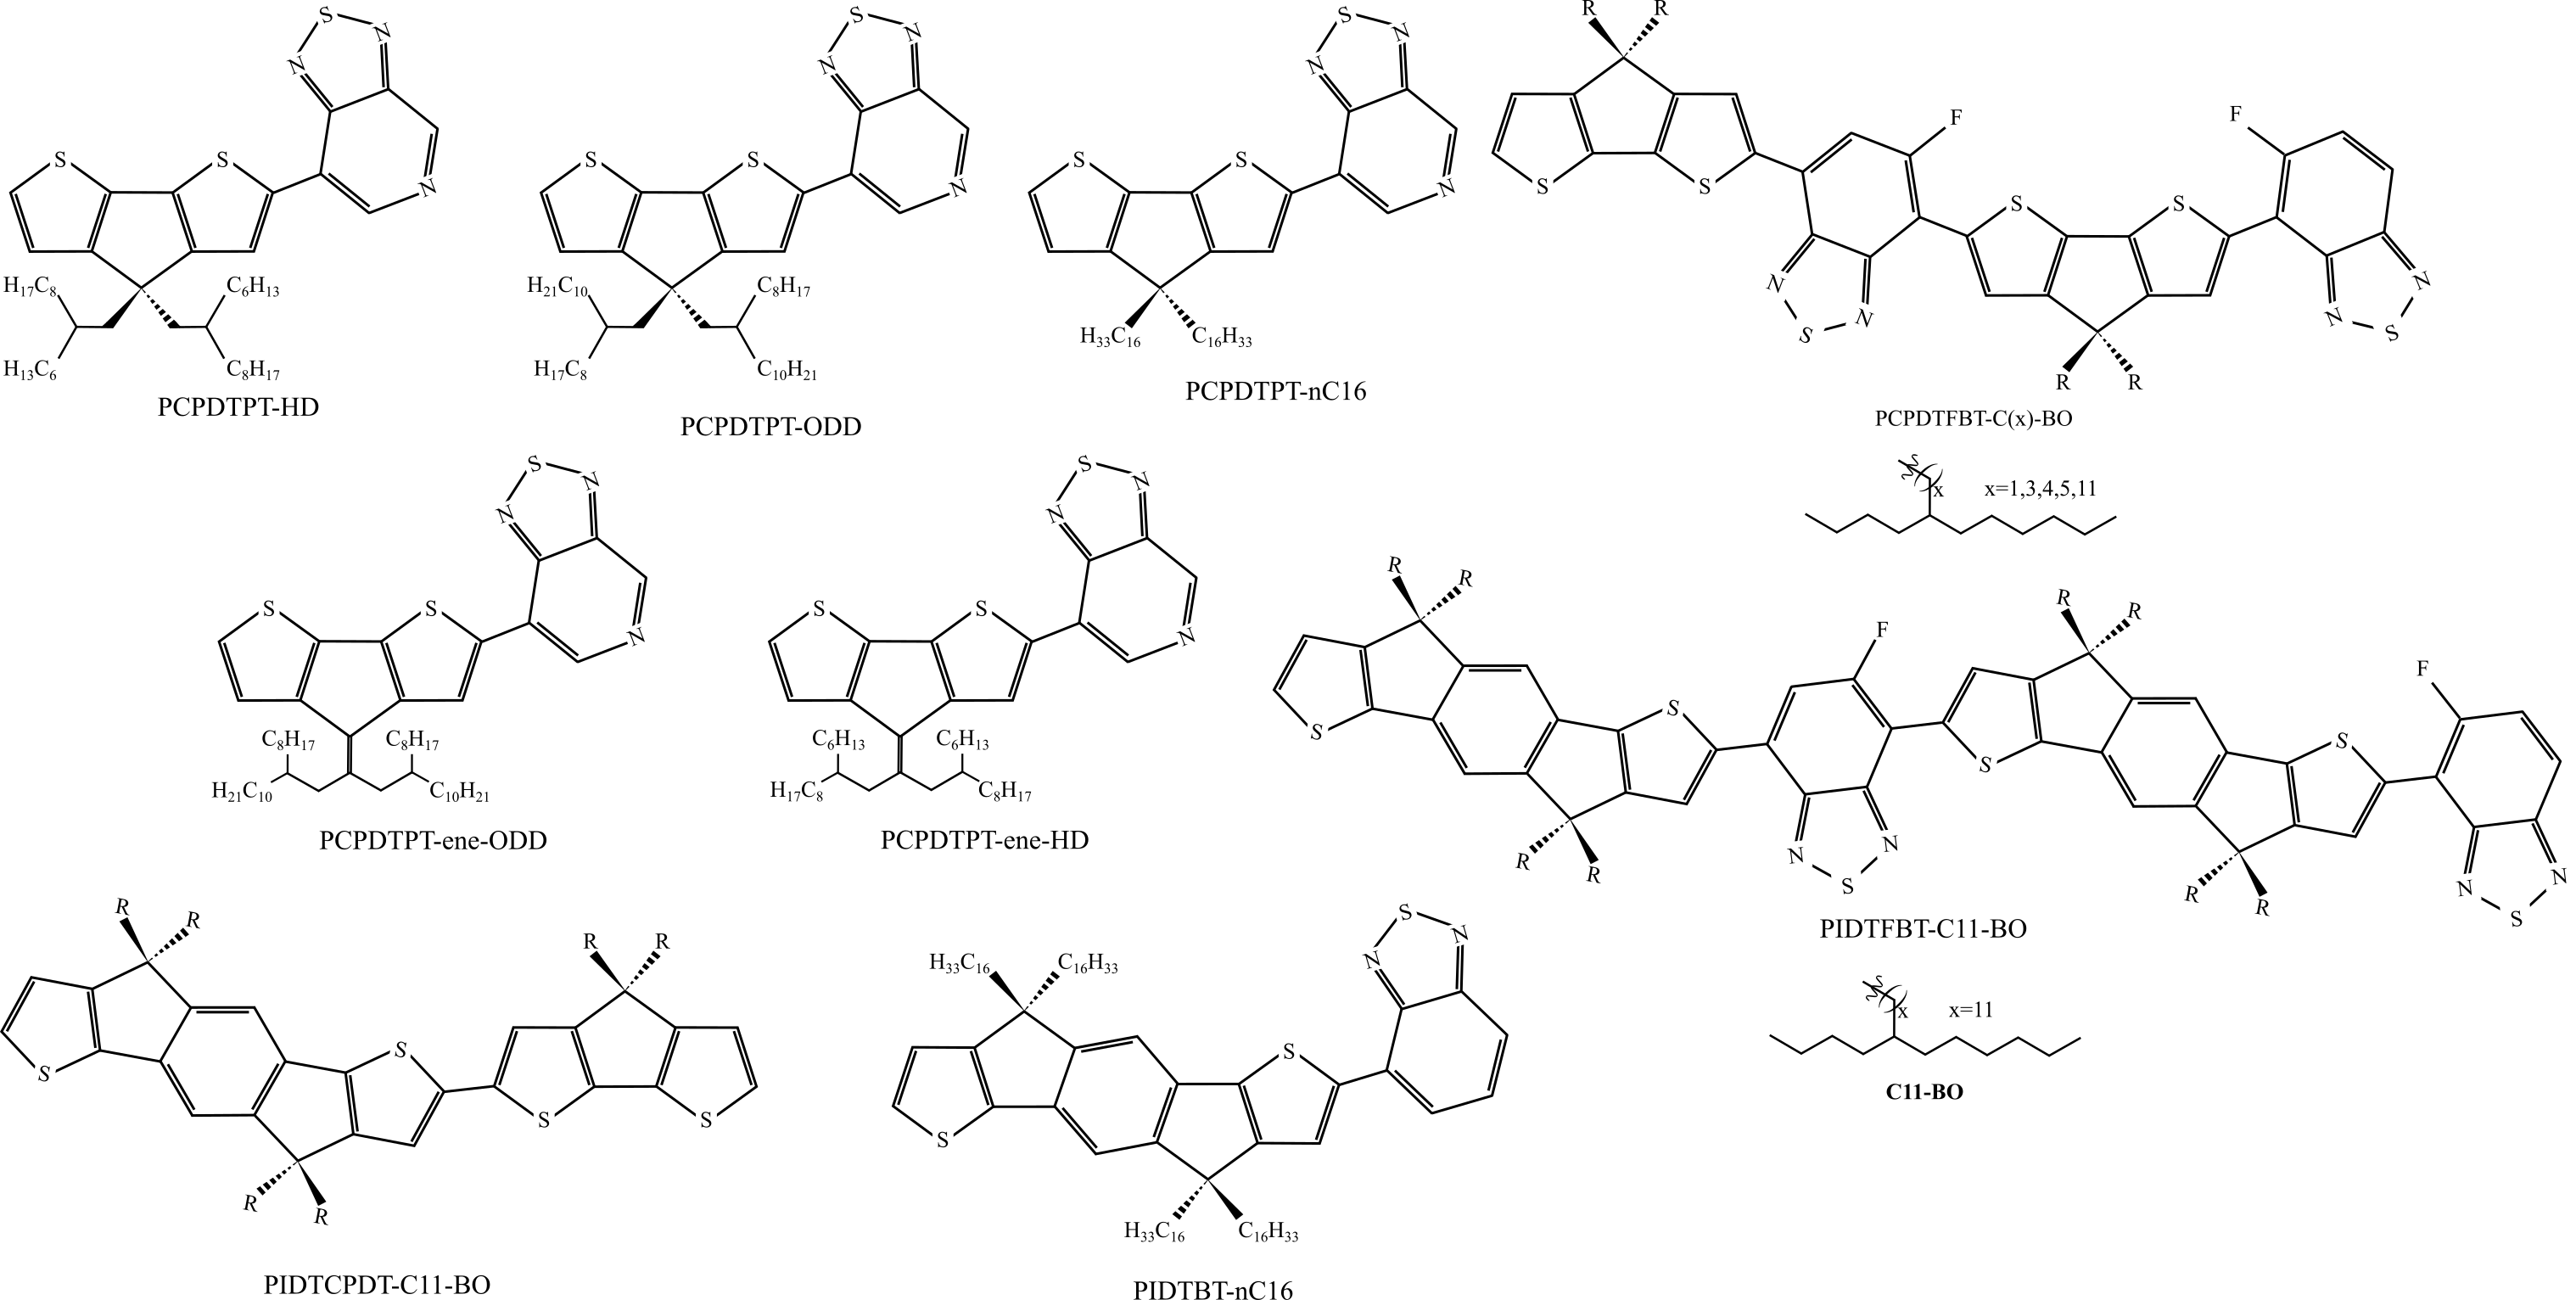 S
N
N
S
S
N
H17C8
C6H13
H13C6
C8H17
PCPDTPT-HD
S
N
N
S
S
N
H21C10
C8H17
H17C8
C10H21
PCPDTPT-ODD
S
N
N
S
S
N
H33C16
C16H33
PCPDTPT-nC16
R
R
F
F
S
S
S
S
N
N
S
N
N
S
R
R
PCPDTFBT-C(x)-BO
x
x=1,3,4,5,11
S
N
N
S
S
N
C8H17
C8H17
H21C10
C10H21
PCPDTPT-ene-ODD
S
N
N
S
S
N
C6H13
C6H13
H17C8
C8H17
PCPDTPT-ene-HD
R
R
R
R
F
F
S
S
S
S
N
N
S
N
N
S
R
R
R
R
PIDTFBT-C11-BO
x
x=11
C11-BO
R
R
R
R
S
S
S
S
R
R
PIDTCPDT-C11-BO
S
N
N
H33C16
C16H33
S
S
H33C16
C16H33
PIDTBT-nC16